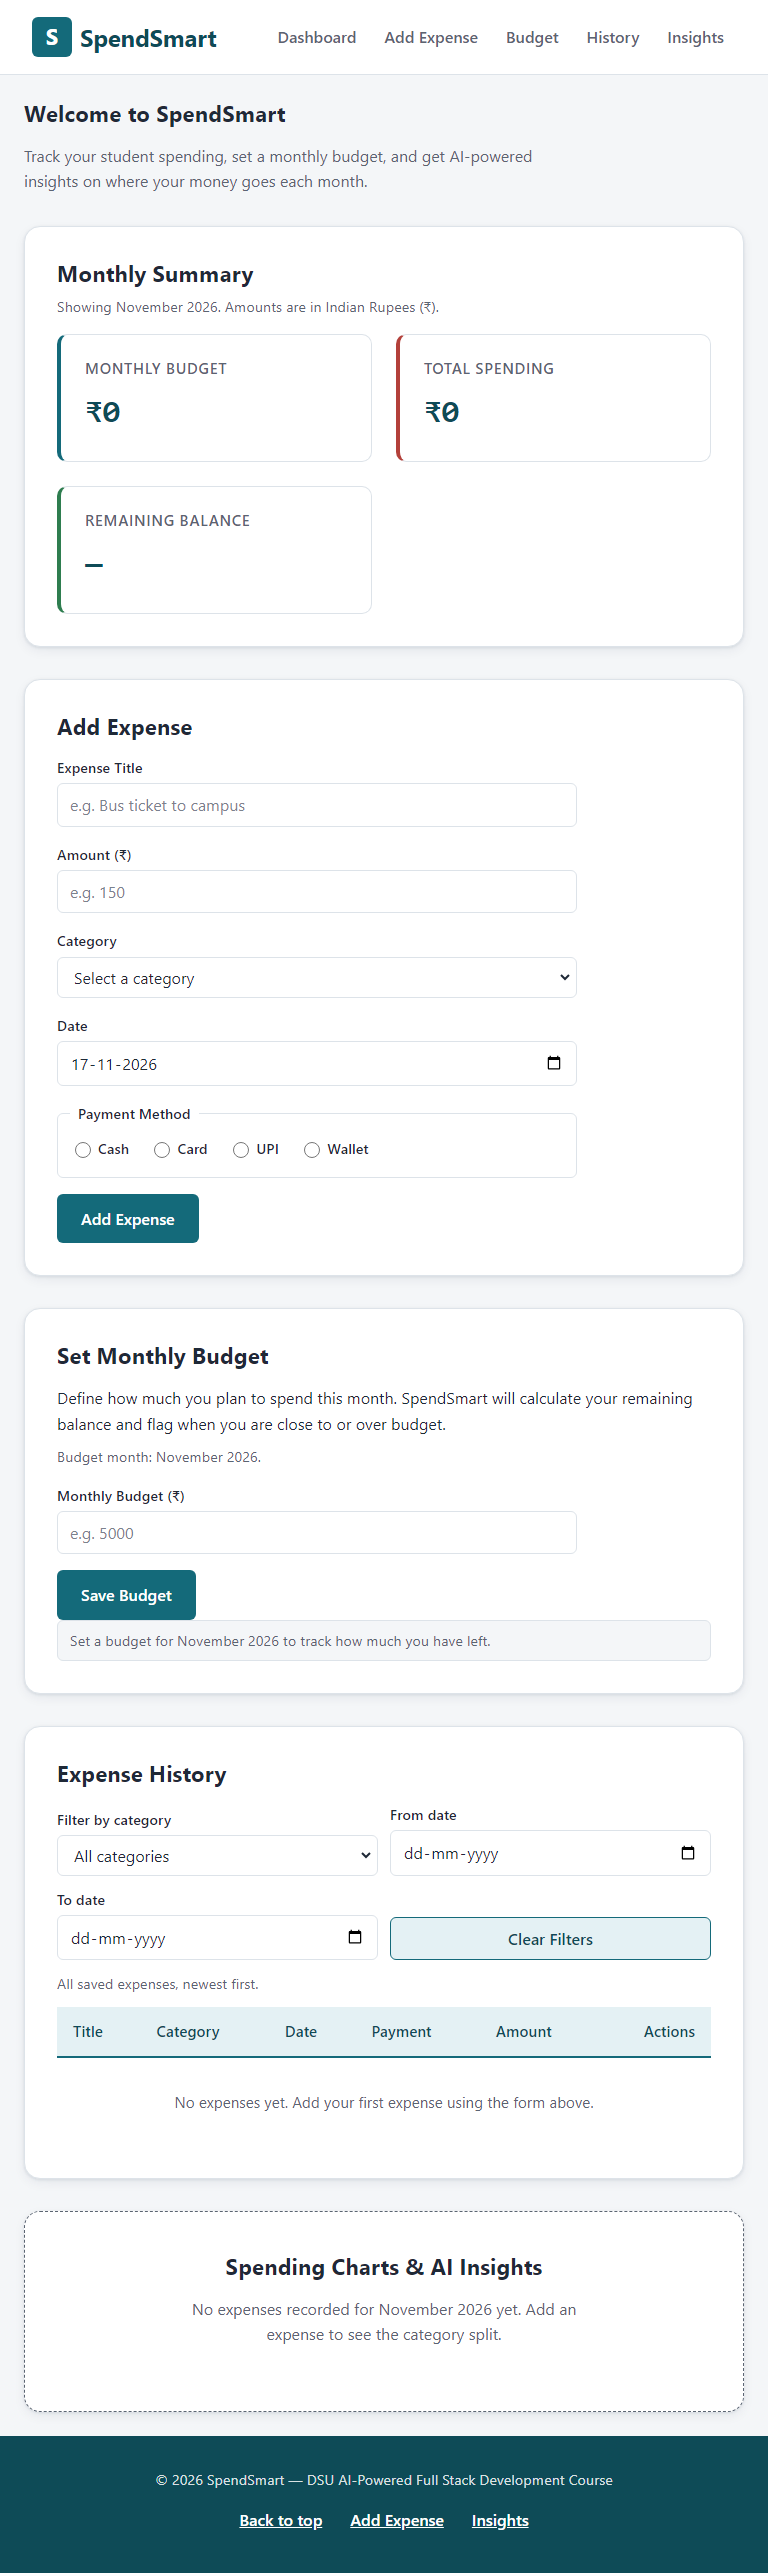 S SpendSmart Dashboard Add Expense Budget History Insights
Welcome to SpendSmart
Track your student spending, set a monthly budget, and get AI-powered
insights on where your money goes each month.
Monthly Summary
Showing November 2026. Amounts are in Indian Rupees (₹).
MONTHLY BUDGET
₹0
TOTAL SPENDING
₹0
REMAINING BALANCE
—
Add Expense
Expense Title
e.g. Bus ticket to campus
Amount (₹)
e.g. 150
Category
Select a category
Date
17-11-2026
Payment Method
Cash Card UPI Wallet
Add Expense
Set Monthly Budget
Define how much you plan to spend this month. SpendSmart will calculate your remaining
balance and flag when you are close to or over budget.
Budget month: November 2026.
Monthly Budget (₹)
e.g. 5000
Save Budget
Set a budget for November 2026 to track how much you have left.
Expense History
Filter by category
All categories
From date
dd-mm-yyyy
To date
dd-mm-yyyy
Clear Filters
All saved expenses, newest first.
Title Category Date Payment Amount Actions
No expenses yet. Add your first expense using the form above.
Spending Charts & AI Insights
No expenses recorded for November 2026 yet. Add an
expense to see the category split.
© 2026 SpendSmart — DSU AI-Powered Full Stack Development Course
Back to top Add Expense Insights